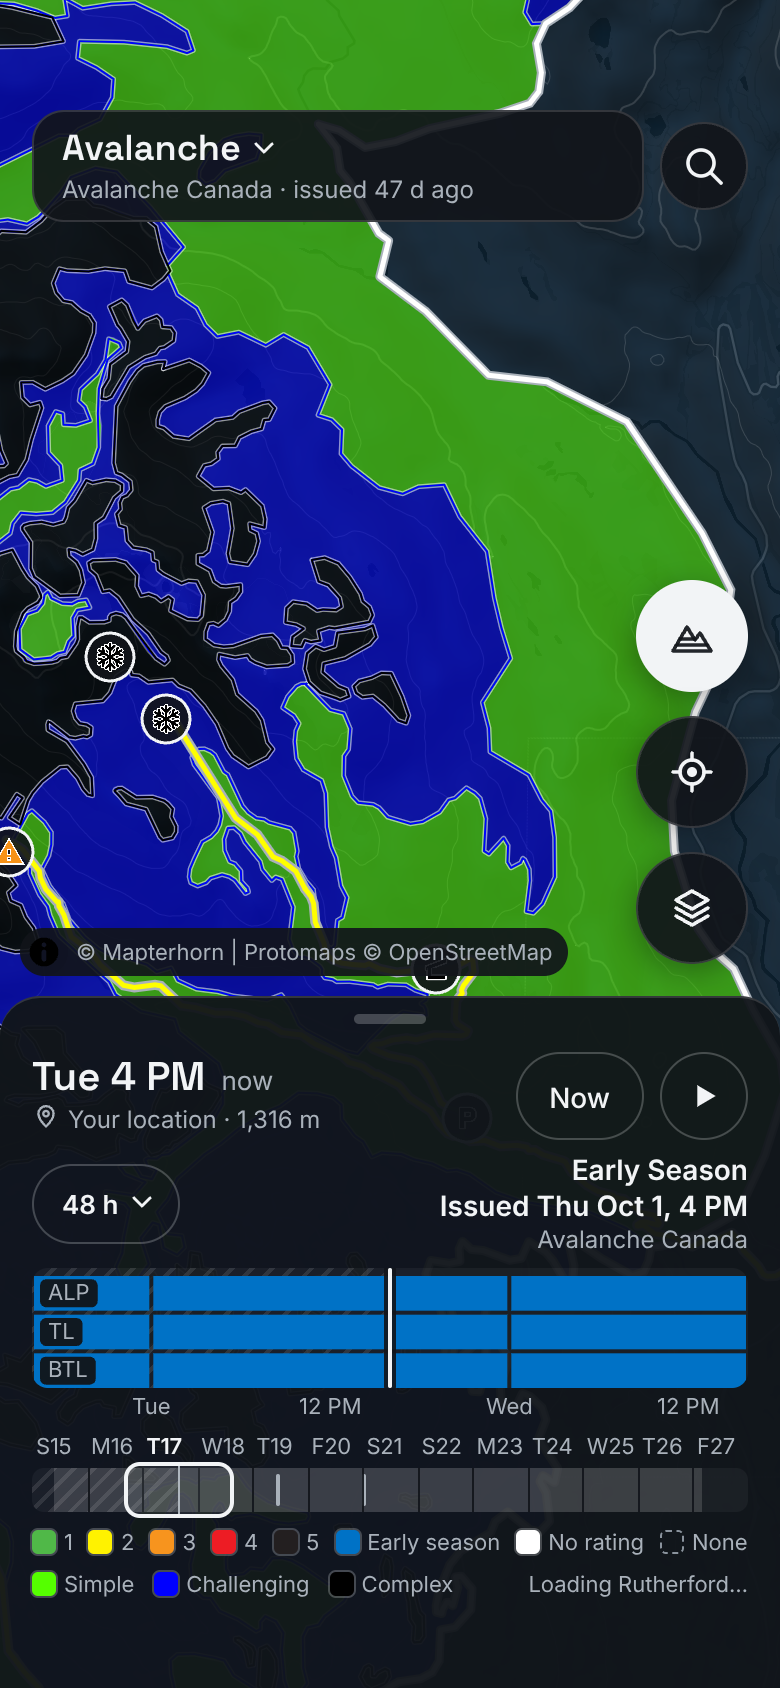 Avalanche
Avalanche Canada · issued 47 d ago
© Mapterhorn | Protomaps © OpenStreetMap
Tue 4 PM now
Your location · 1,316 m
Now
P
48 h
Early Season
Issued Thu Oct 1, 4 PM
Avalanche Canada
ALP
TL
BTL
Tue 12 PM Wed 12 PM
S15 M16 T17 W18 T19 F20 S21 S22 M23 T24 W25 T26 F27
1 2 3 4 5 Early season No rating None
Simple Challenging Complex Loading Rutherford...